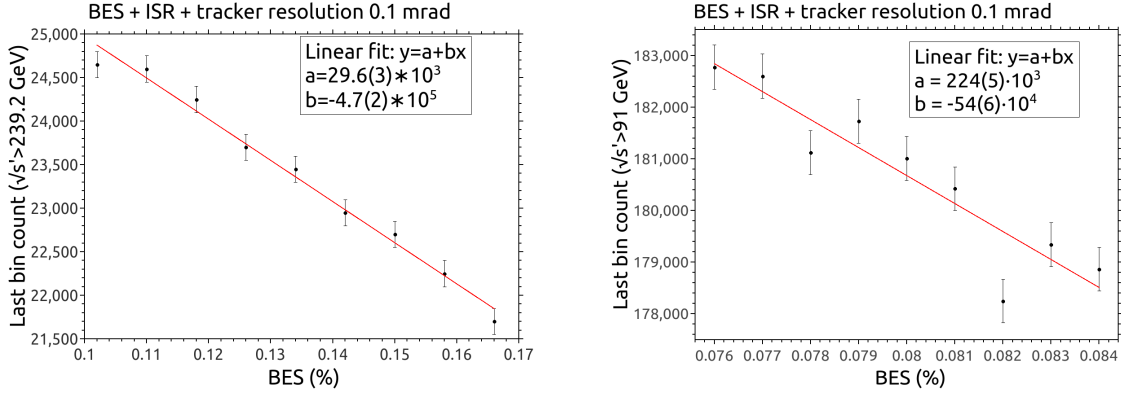 BES + ISR + tracker resolution 0.1 mrad
Last bin count (√s'>239.2 GeV)
25,000
24,500
24,000
23,500
23,000
22,500
22,000
21,500
Linear fit: y=a+bx
a=29.6(3)∗10³
b=-4.7(2)∗10⁵
0.1 0.11 0.12 0.13 0.14 0.15 0.16 0.17
BES (%)
BES + ISR + tracker resolution 0.1 mrad
Last bin count (√s'>91 GeV)
183,000
182,000
181,000
180,000
179,000
178,000
Linear fit: y=a+bx
a = 224(5)·10³
b = -54(6)·10⁴
0.076 0.077 0.078 0.079 0.08 0.081 0.082 0.083 0.084
BES (%)